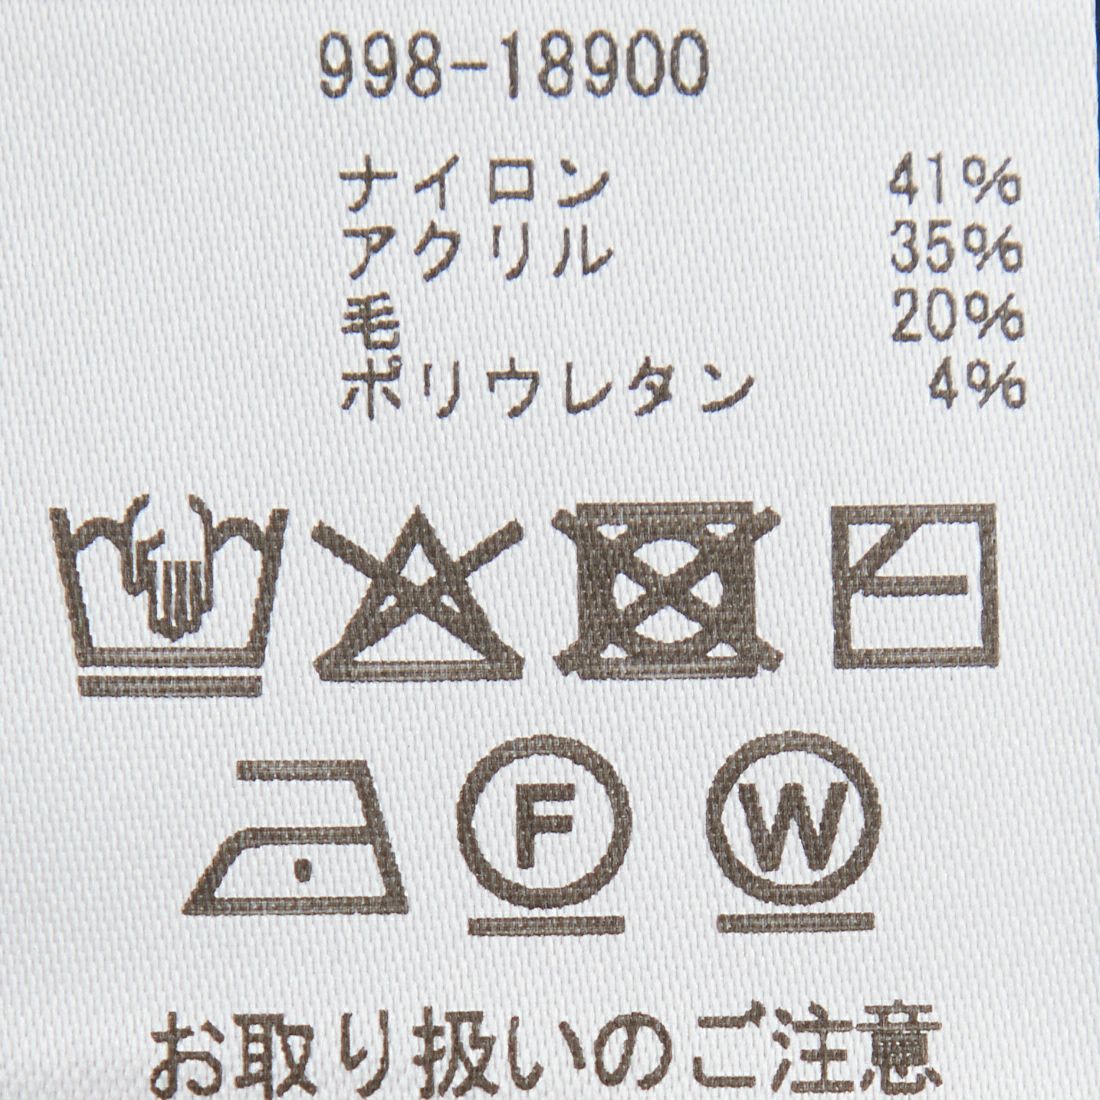 998-18900
ナイロン 41%
アクリル 35%
毛 20%
ポリウレタン 4%
F W
お取り扱いのご注意